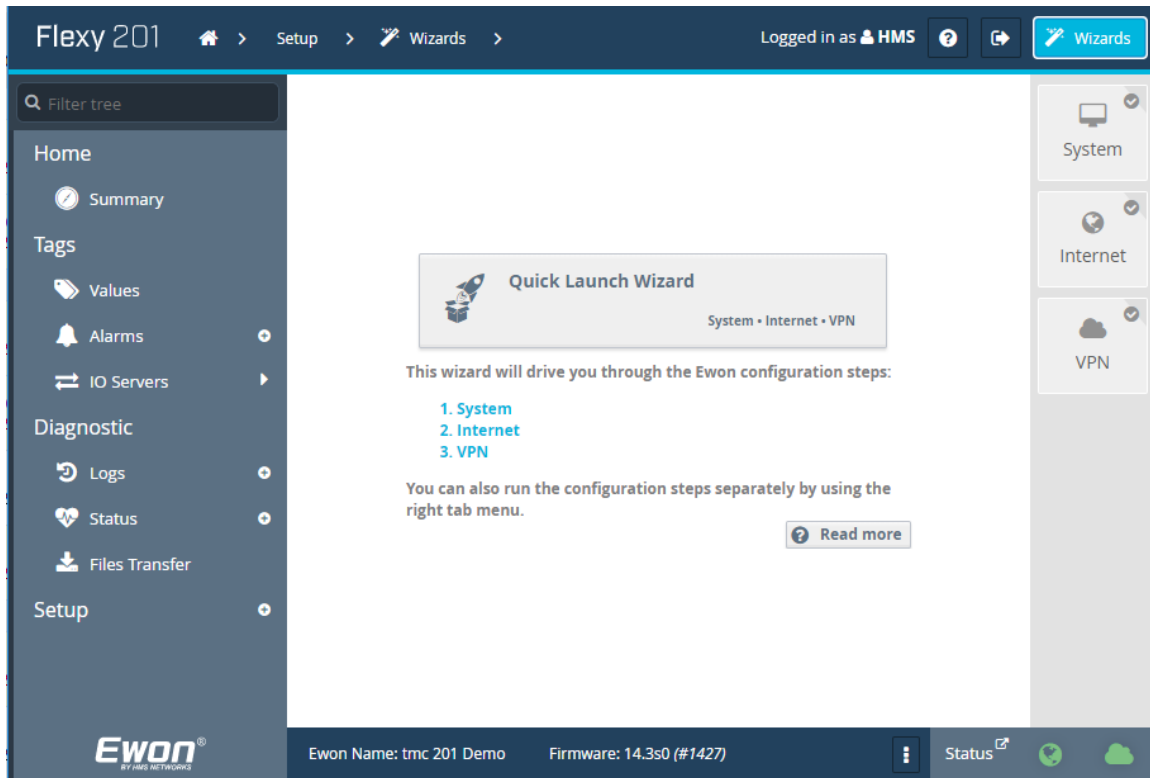 Flexy 201
Setup
Wizards
Logged in as HMS
Wizards
Filter tree
Home
Summary
Tags
Values
Alarms
IO Servers
Diagnostic
Logs
Status
Files Transfer
Setup
Ewon®
BY HMS NETWORKS
Quick Launch Wizard
System • Internet • VPN
This wizard will drive you through the Ewon configuration steps:
1. System
2. Internet
3. VPN
You can also run the configuration steps separately by using the
right tab menu.
Read more
System
Internet
VPN
Ewon Name: tmc 201 Demo
Firmware: 14.3s0 (#1427)
Status